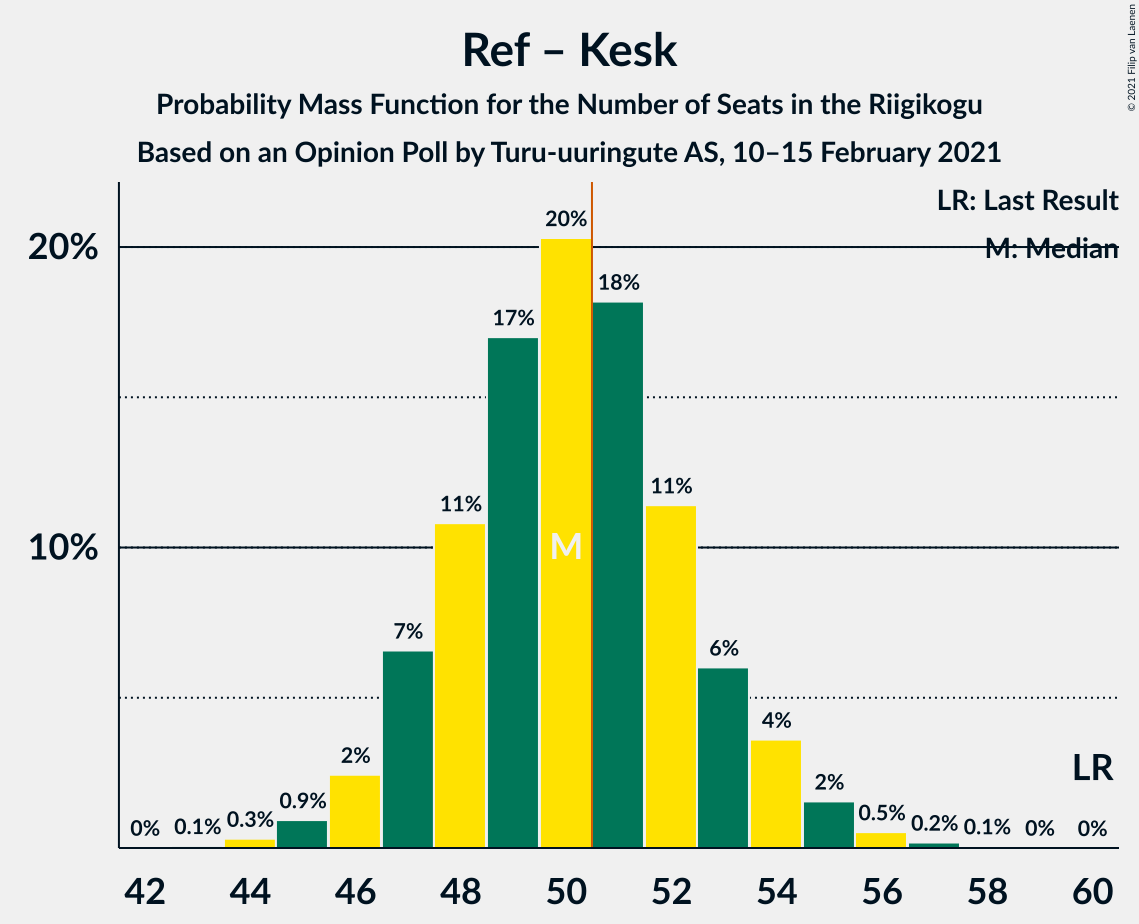 Ref – Kesk
Probability Mass Function for the Number of Seats in the Riigikogu
Based on an Opinion Poll by Turu-uuringute AS, 10–15 February 2021
© 2021 Filip van Laenen
LR: Last Result
M: Median
20%
10%
0% 0.1% 0.3% 0.9% 2% 7% 11% 17% 20% 18% 11% 6% 4% 2% 0.5% 0.2% 0.1% 0% 0%
M
LR
42 44 46 48 50 52 54 56 58 60